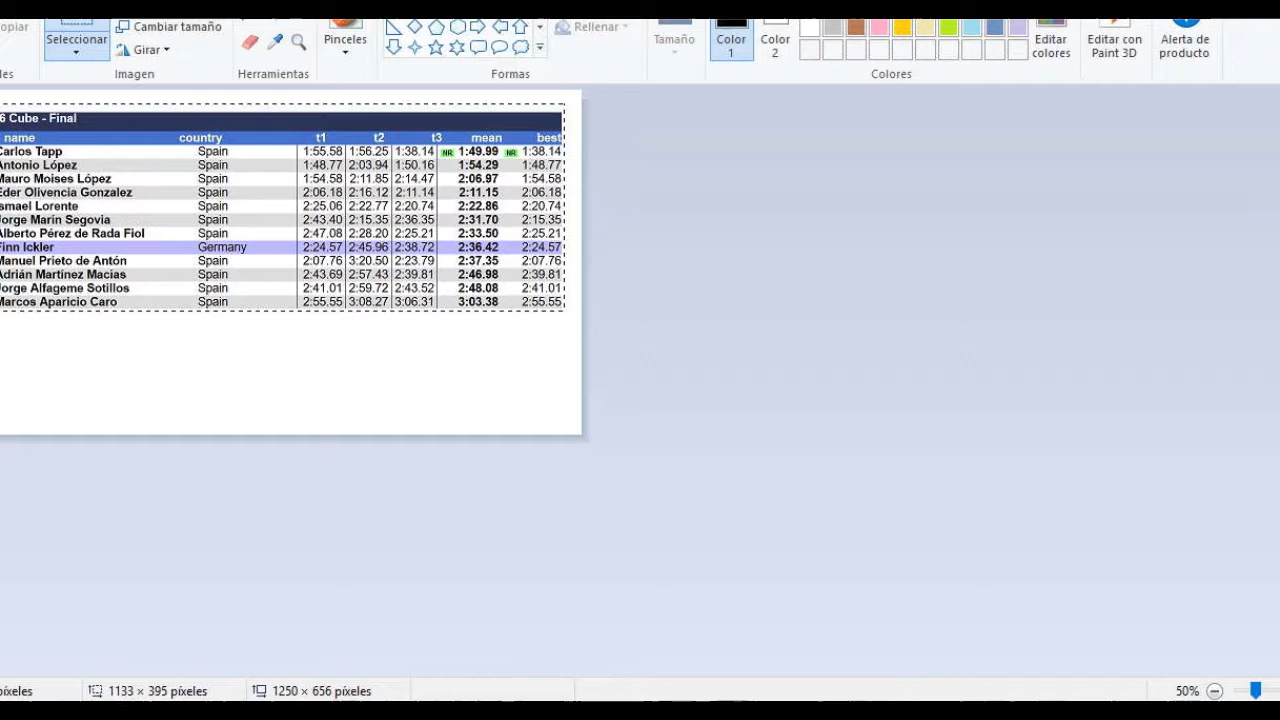 opiar
Seleccionar
Cambiar tamaño
Girar
Pinceles
Rellenar
Tamaño
Color
1
Color
2
Editar
colores
Editar con
Paint 3D
Alerta de
producto
les
Imagen
Herramientas
Formas
Colores
6 Cube - Final
name country t1 t2 t3 mean best
Carlos Tapp Spain 1:55.58 1:56.25 1:38.14 NR 1:49.99 NR 1:38.14
Antonio López Spain 1:48.77 2:03.94 1:50.16 1:54.29 1:48.77
Mauro Moises López Spain 1:54.58 2:11.85 2:14.47 2:06.97 1:54.58
Eder Olivencia Gonzalez Spain 2:06.18 2:16.12 2:11.14 2:11.15 2:06.18
Ismael Lorente Spain 2:25.06 2:22.77 2:20.74 2:22.86 2:20.74
Jorge Marín Segovia Spain 2:43.40 2:15.35 2:36.35 2:31.70 2:15.35
Alberto Pérez de Rada Fiol Spain 2:47.08 2:28.20 2:25.21 2:33.50 2:25.21
Finn Ickler Germany 2:24.57 2:45.96 2:38.72 2:36.42 2:24.57
Manuel Prieto de Antón Spain 2:07.76 3:20.50 2:23.79 2:37.35 2:07.76
Adrián Martínez Macías Spain 2:43.69 2:57.43 2:39.81 2:46.98 2:39.81
Jorge Alfageme Sotillos Spain 2:41.01 2:59.72 2:43.52 2:48.08 2:41.01
Marcos Aparicio Caro Spain 2:55.55 3:08.27 3:06.31 3:03.38 2:55.55
píxeles 1133 × 395 píxeles 1250 × 656 píxeles 50%